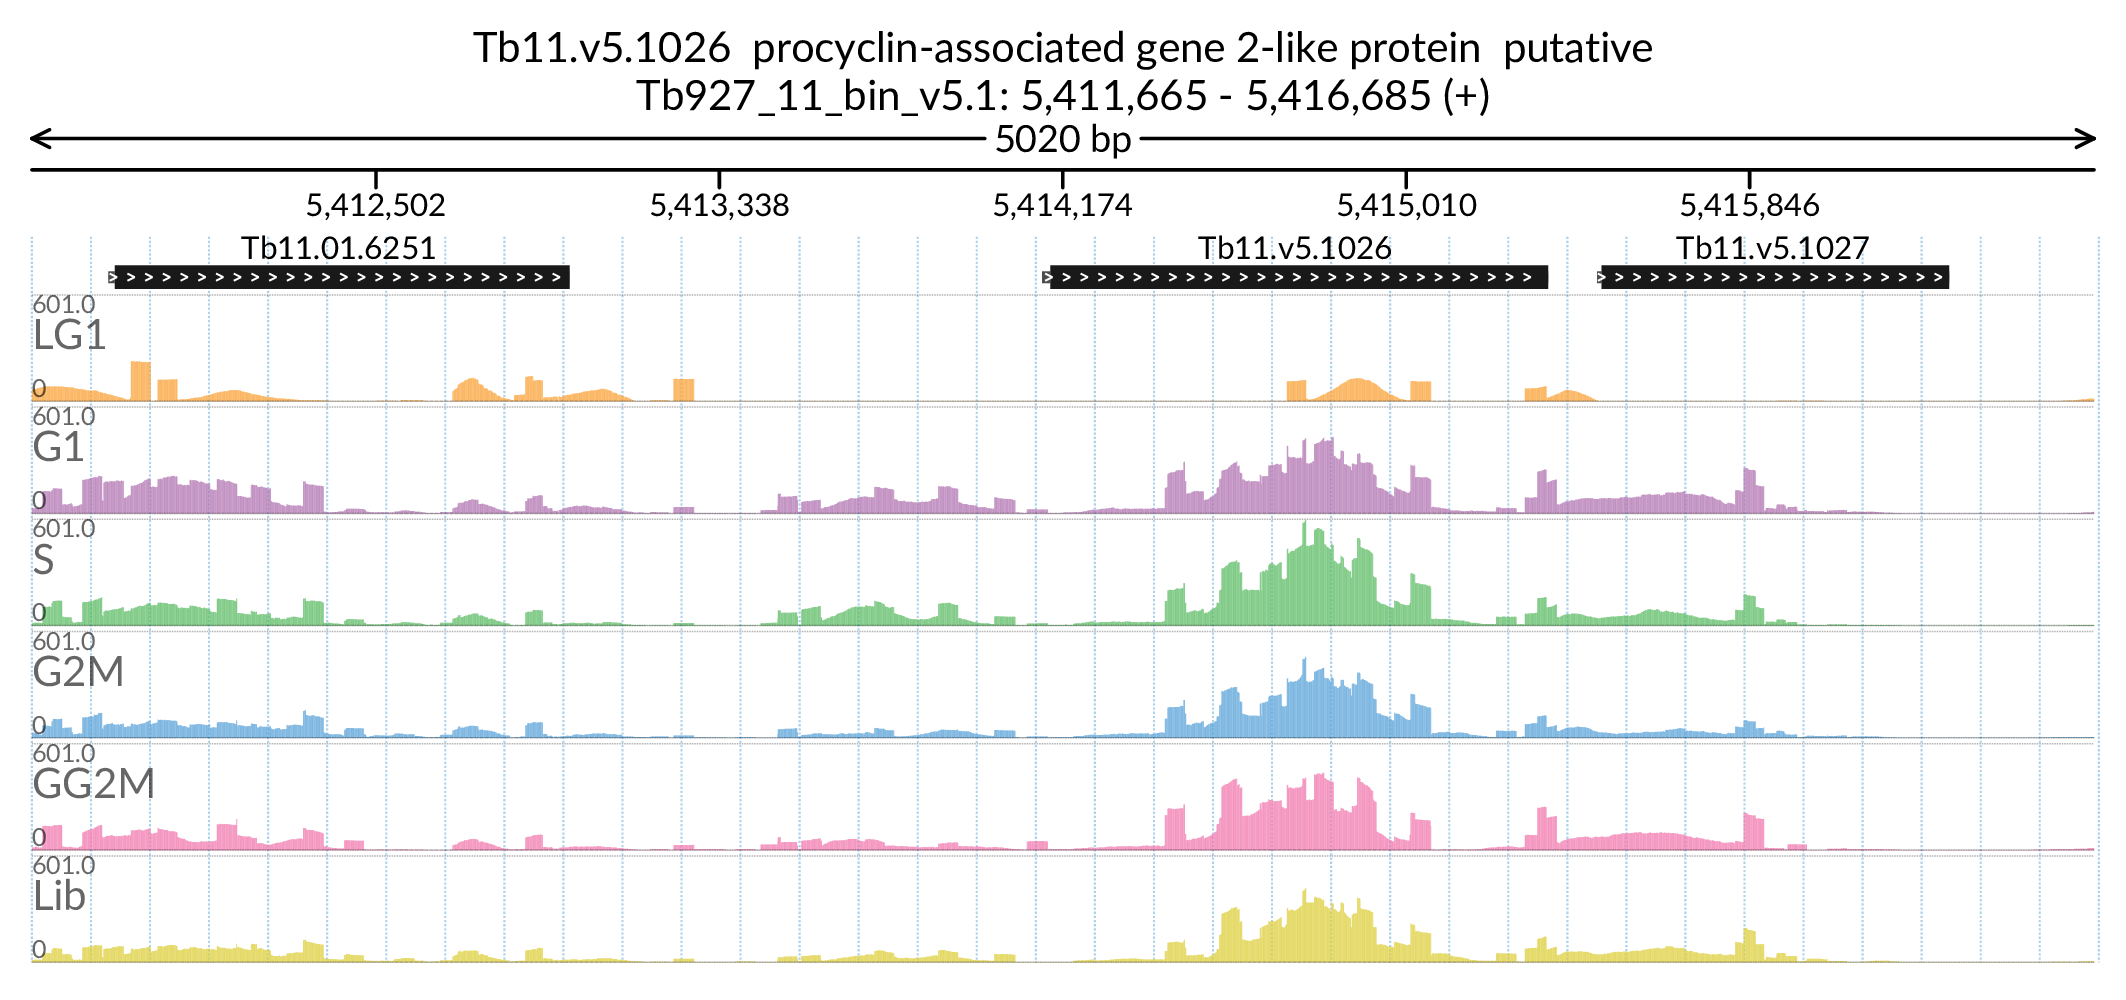 Tb11.v5.1026  procyclin-associated gene 2-like protein  putative
Tb927_11_bin_v5.1: 5,411,665 - 5,416,685 (+)
5020 bp
5,412,502 5,413,338 5,414,174 5,415,010 5,415,846
Tb11.01.6251 Tb11.v5.1026 Tb11.v5.1027
601.0
LG1
0
601.0
G1
0
601.0
S
0
601.0
G2M
0
601.0
GG2M
0
601.0
Lib
0